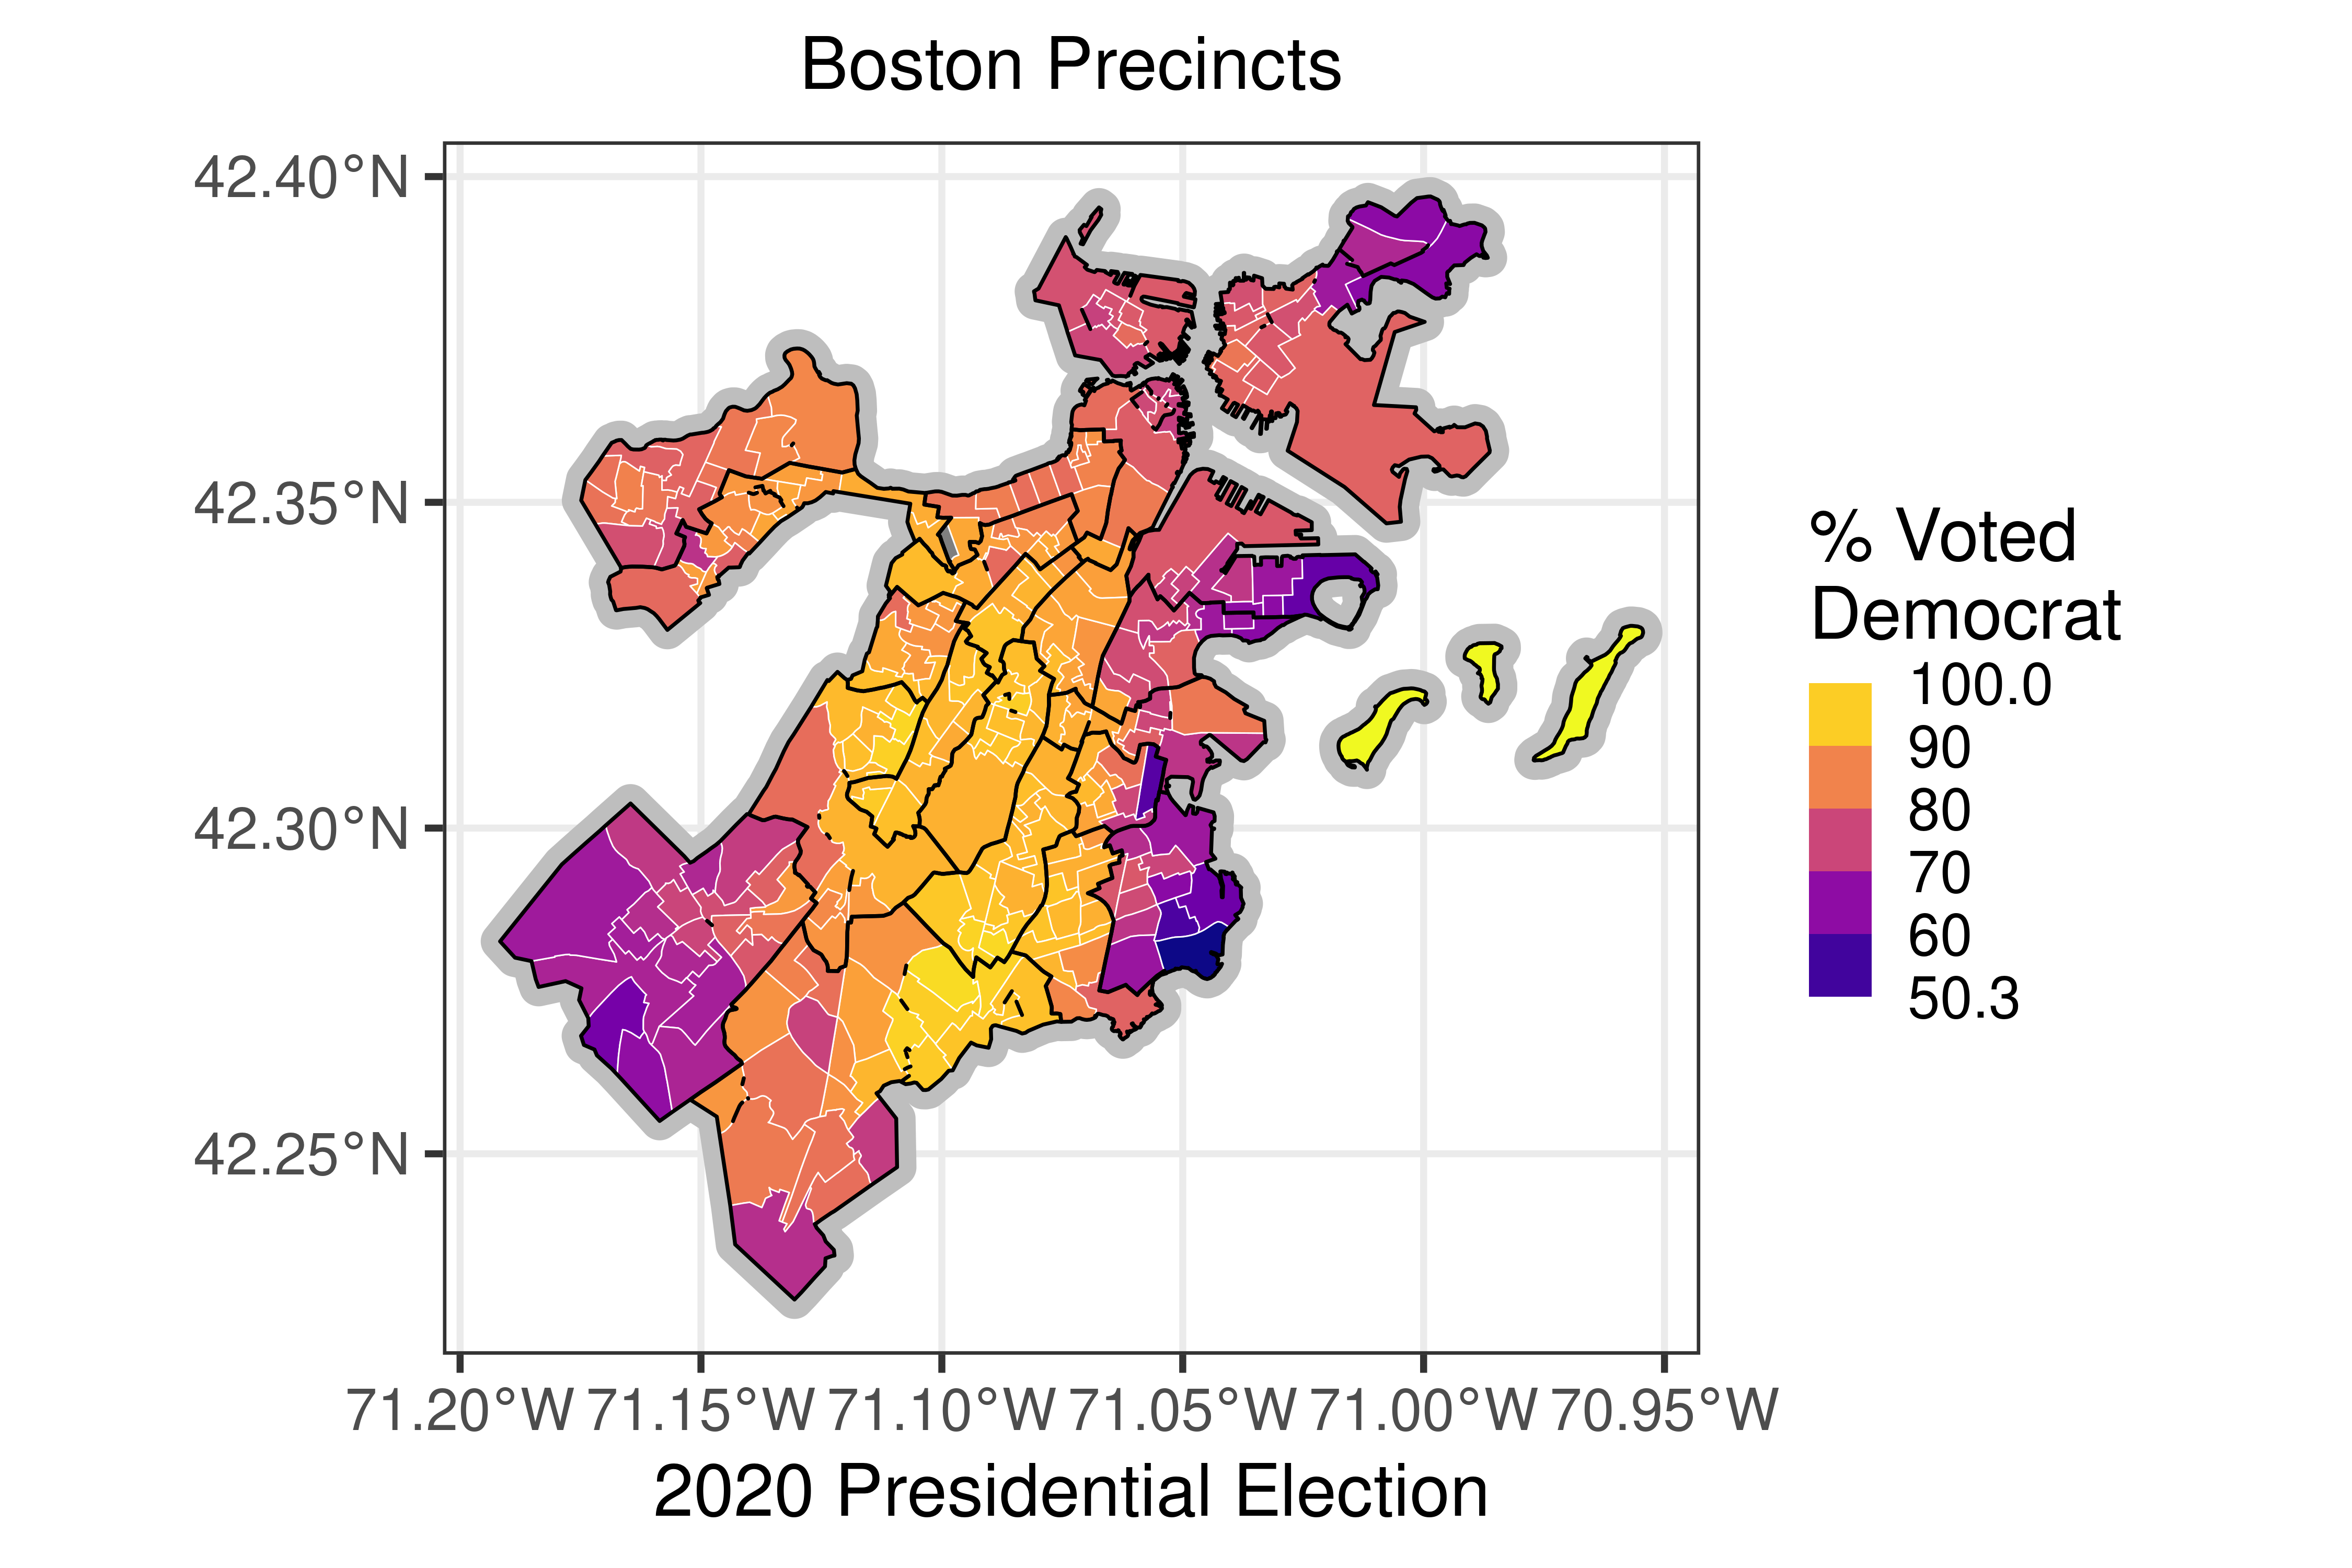 Boston Precincts
42.40°N
42.35°N
42.30°N
42.25°N
71.20°W 71.15°W 71.10°W 71.05°W 71.00°W 70.95°W
2020 Presidential Election
% Voted
Democrat
100.0
90
80
70
60
50.3